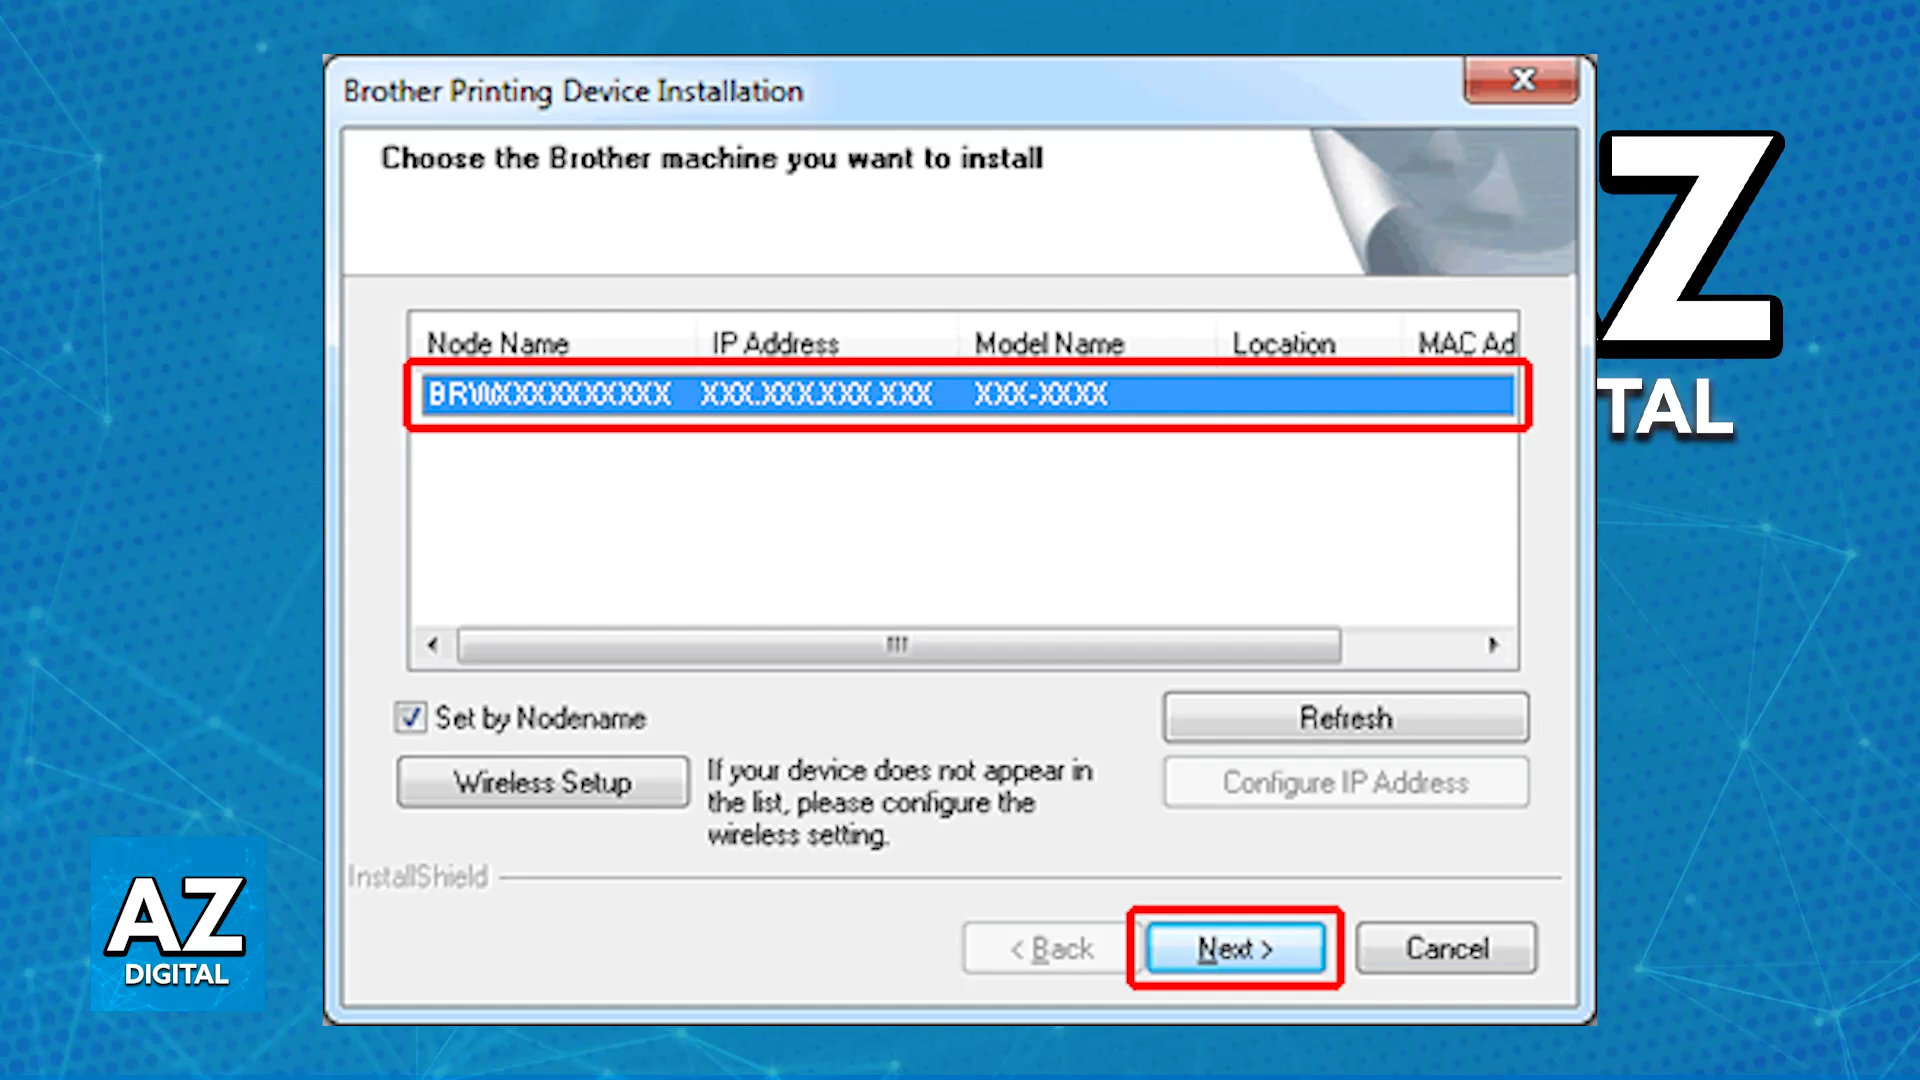 Brother Printing Device Installation
Choose the Brother machine you want to install
Node Name IP Address Model Name Location MAC Ad
XXX.XXX.XXX.XXX XXX-XXXX
Set by Nodename
Refresh
Wireless Setup
If your device does not appear in
the list, please configure the
wireless setting.
Configure IP Address
InstallShield
< Back Next > Cancel
Z
TAL
AZ
DIGITAL